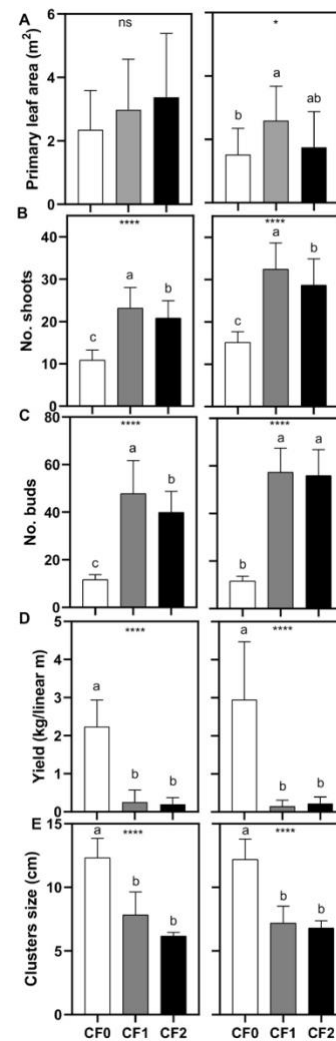 A
Primary leaf area (m²)
6
4
2
0
ns
*
b
a
ab
B
No. shoots
40
30
20
10
0
****
c
a
b
****
c
a
b
C
No. buds
80
60
40
20
0
****
c
a
b
****
b
a
a
D
Yield (kg/linear m)
5
4
3
2
1
0
****
a
b
b
****
a
b
b
E
Clusters size (cm)
15
10
5
0
****
a
b
b
****
a
b
b
CF0 CF1 CF2
CF0 CF1 CF2